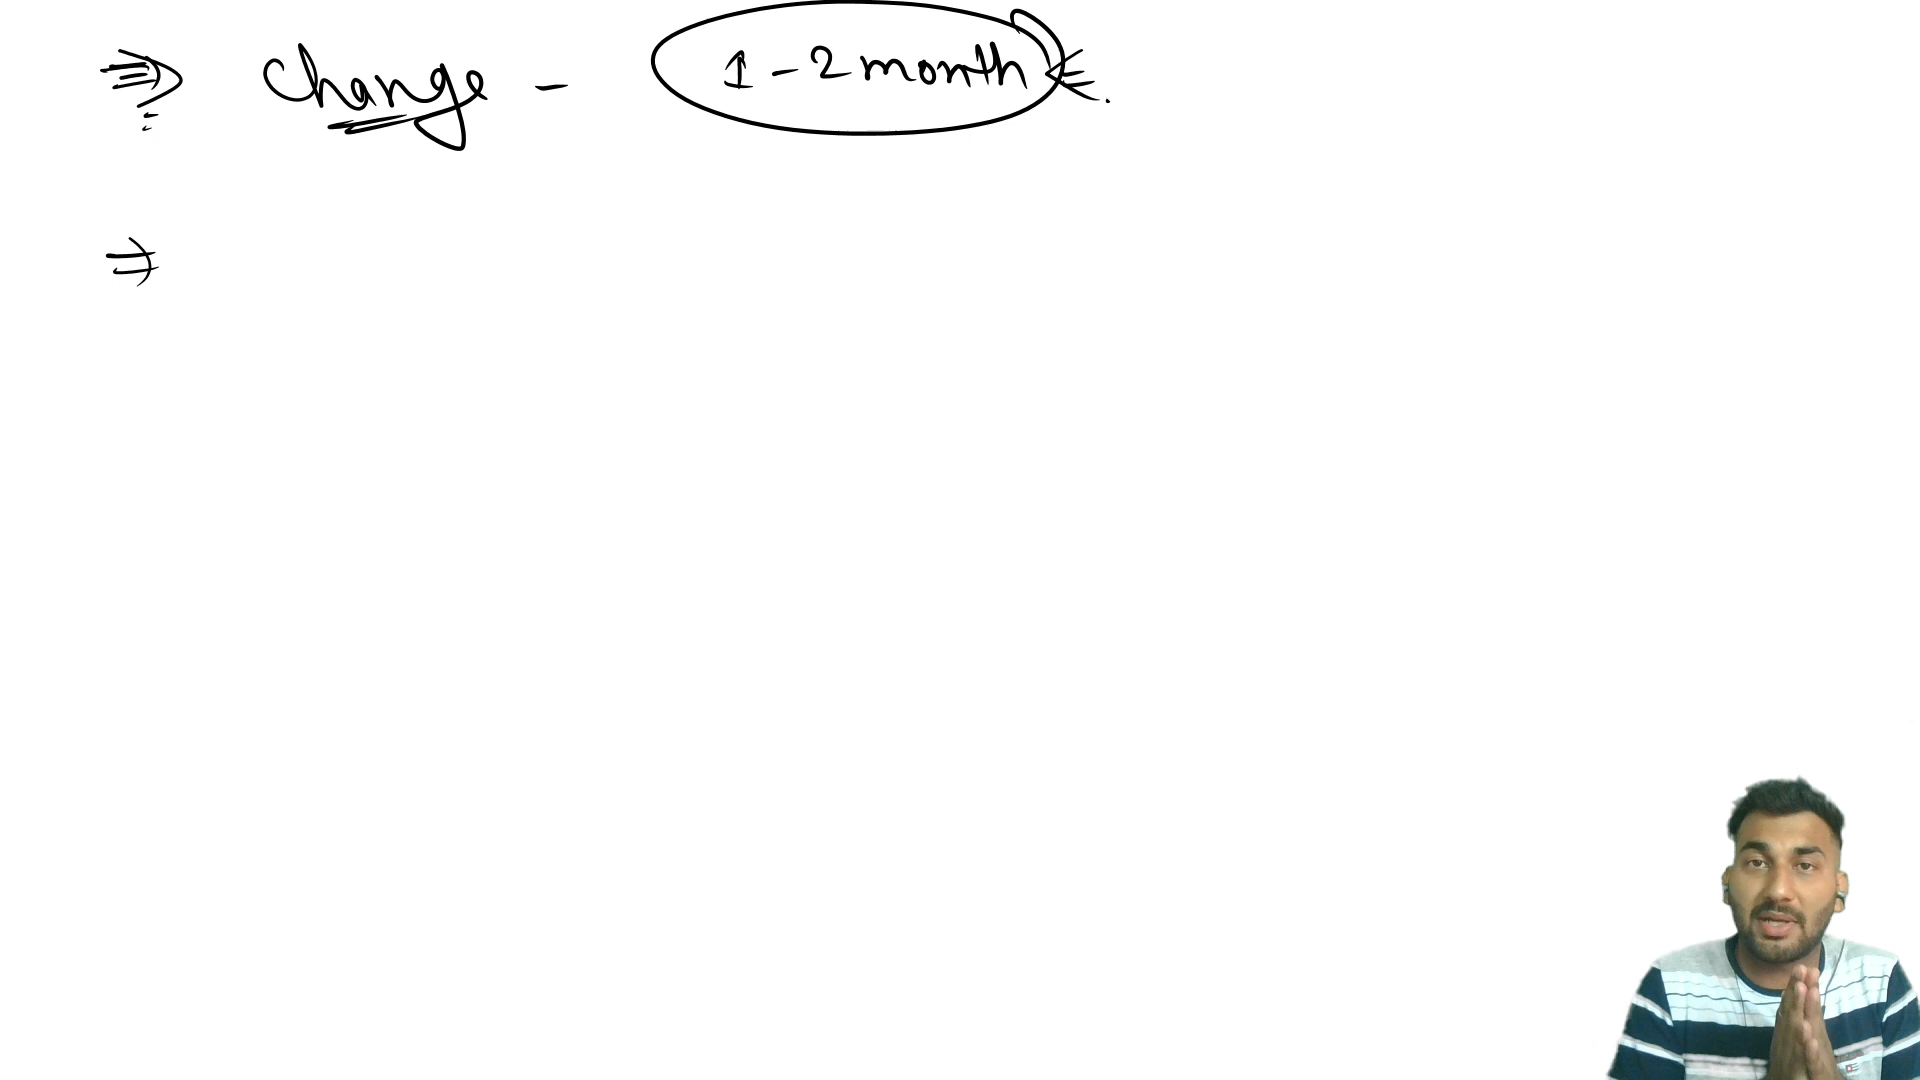 ⇒ Change - 1-2 month ⇐.
⇒